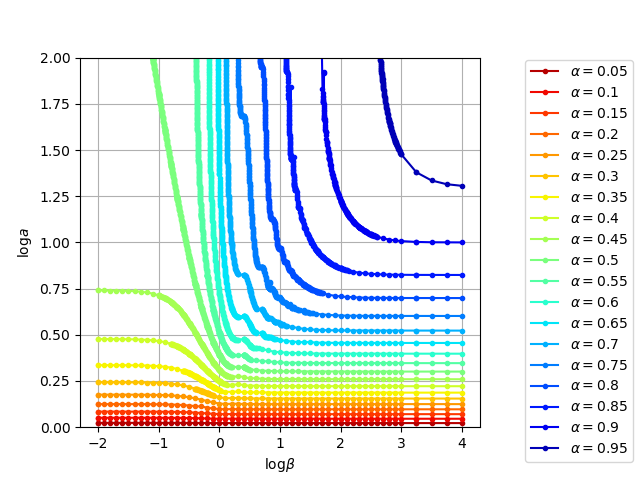 2.00
1.75
1.50
1.25
1.00
0.75
0.50
0.25
0.00
log a
−2
−1
0
1
2
3
4
logβ
α = 0.05
α = 0.1
α = 0.15
α = 0.2
α = 0.25
α = 0.3
α = 0.35
α = 0.4
α = 0.45
α = 0.5
α = 0.55
α = 0.6
α = 0.65
α = 0.7
α = 0.75
α = 0.8
α = 0.85
α = 0.9
α = 0.95